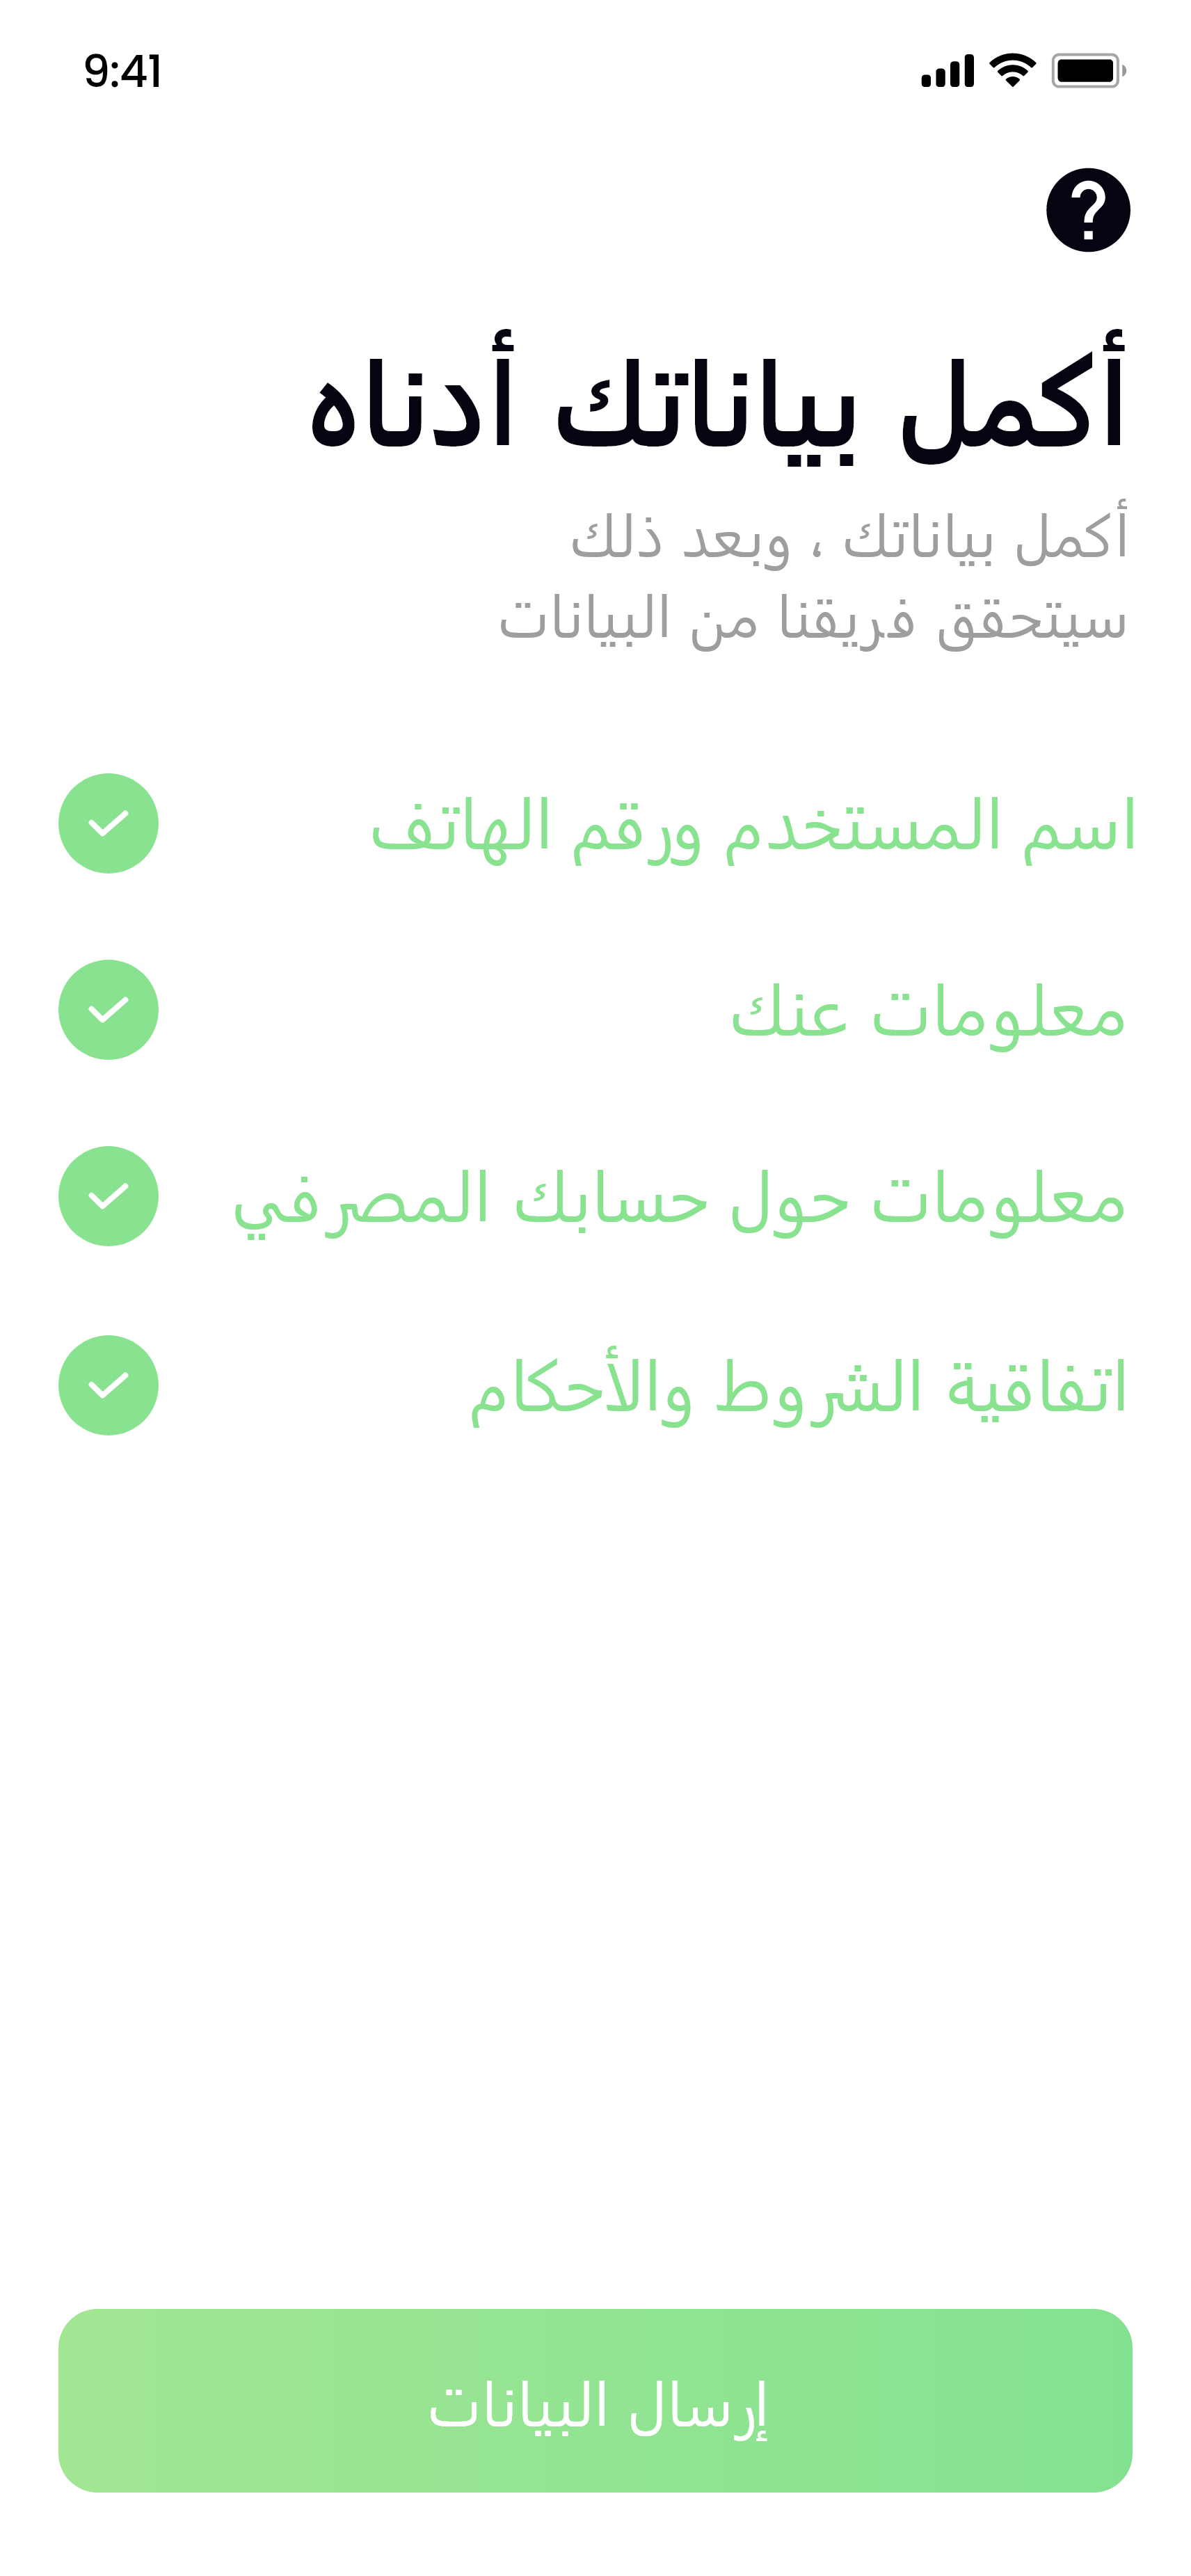 9:41
?
أكمل بياناتك أدناه
أكمل بياناتك ، وبعد ذلك
سيتحقق فريقنا من البيانات
اسم المستخدم ورقم الهاتف
معلومات عنك
معلومات حول حسابك المصرفي
اتفاقية الشروط والأحكام
إرسال البيانات